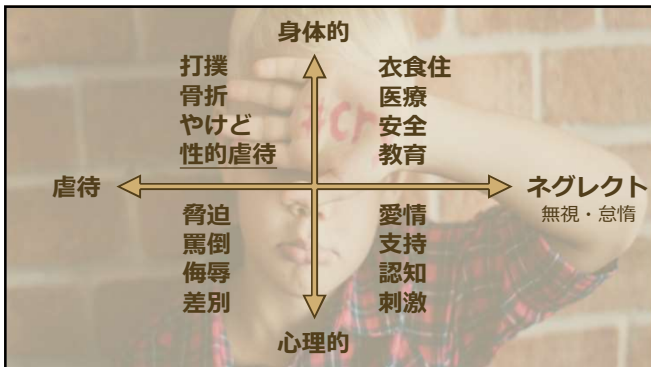 身体的
打撲
骨折
やけど
性的虐待
衣食住
医療
安全
教育
虐待
ネグレクト
無視・怠惰
脅迫
罵倒
侮辱
差別
愛情
支持
認知
刺激
心理的